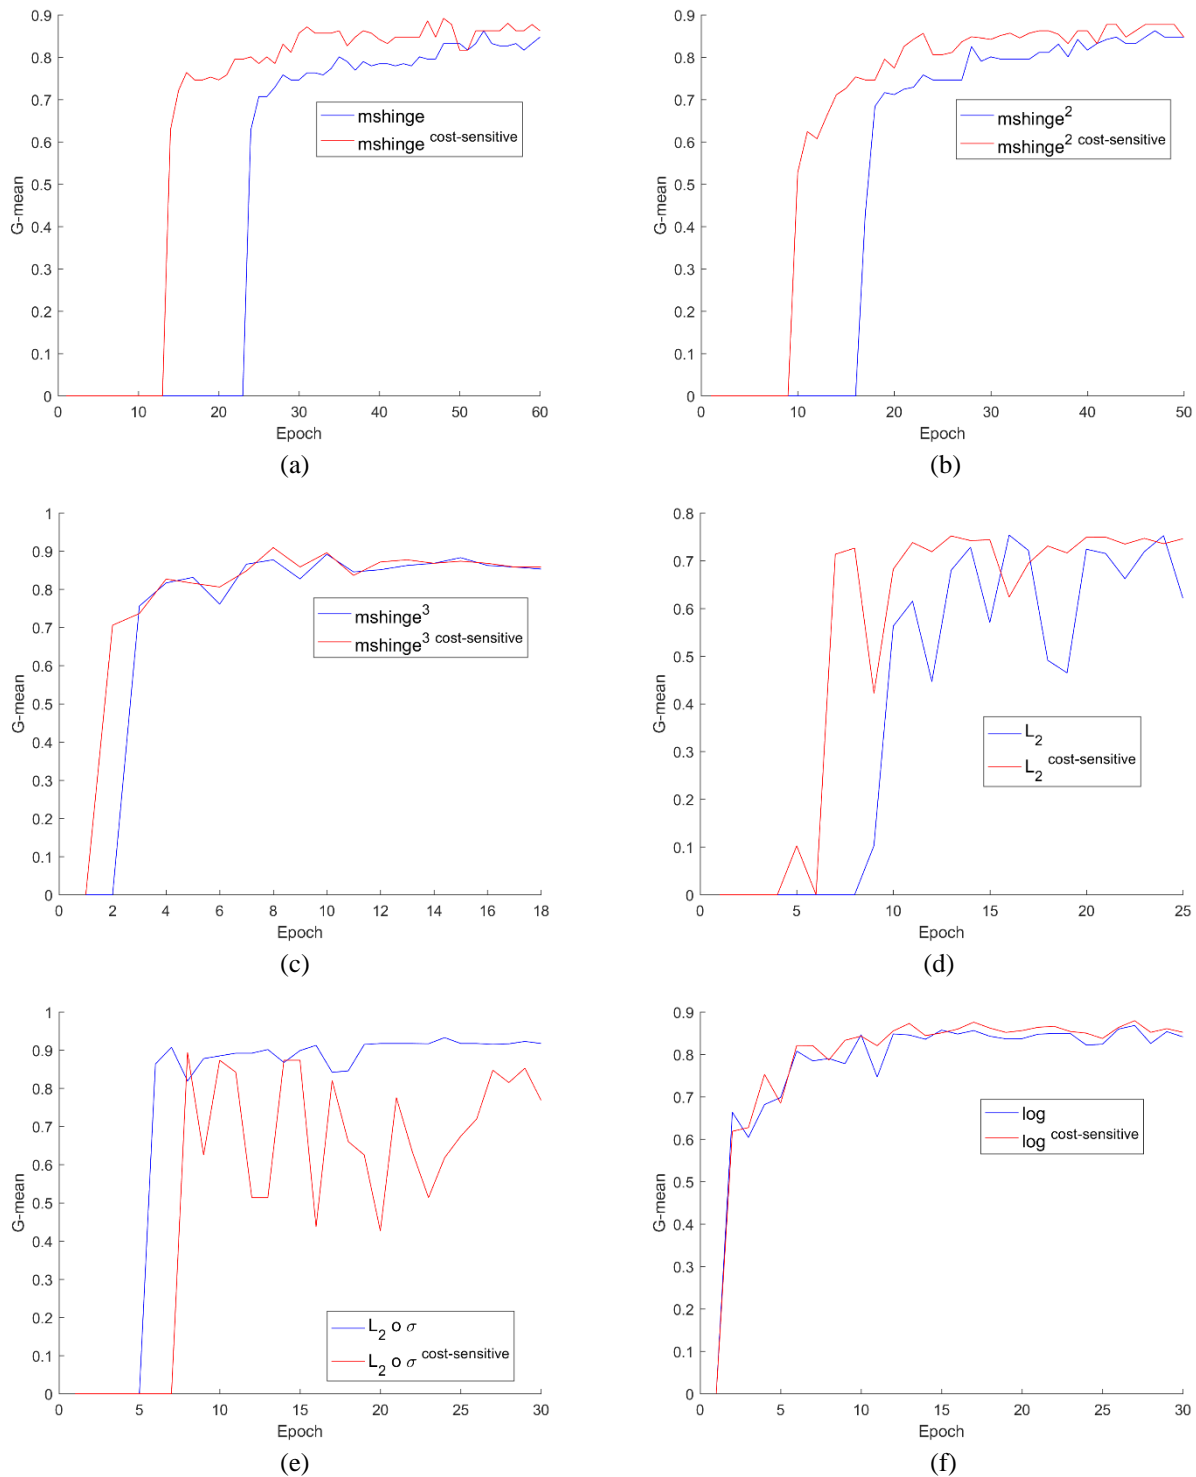 0.9
0.8
0.7
0.6
0.5
0.4
0.3
0.2
0.1
0
G-mean
mshinge
mshinge cost-sensitive
0 10 20 30 40 50 60
Epoch
(a)
0.9
0.8
0.7
0.6
0.5
0.4
0.3
0.2
0.1
0
G-mean
mshinge²
mshinge² cost-sensitive
0 10 20 30 40 50
Epoch
(b)
1
0.9
0.8
0.7
0.6
0.5
0.4
0.3
0.2
0.1
0
G-mean
mshinge³
mshinge³ cost-sensitive
0 2 4 6 8 10 12 14 16 18
Epoch
(c)
0.8
0.7
0.6
0.5
0.4
0.3
0.2
0.1
0
G-mean
L₂
L₂ cost-sensitive
0 5 10 15 20 25
Epoch
(d)
1
0.9
0.8
0.7
0.6
0.5
0.4
0.3
0.2
0.1
0
G-mean
L₂ o σ
L₂ o σ cost-sensitive
0 5 10 15 20 25 30
Epoch
(e)
0.9
0.8
0.7
0.6
0.5
0.4
0.3
0.2
0.1
0
G-mean
log
log cost-sensitive
0 5 10 15 20 25 30
Epoch
(f)